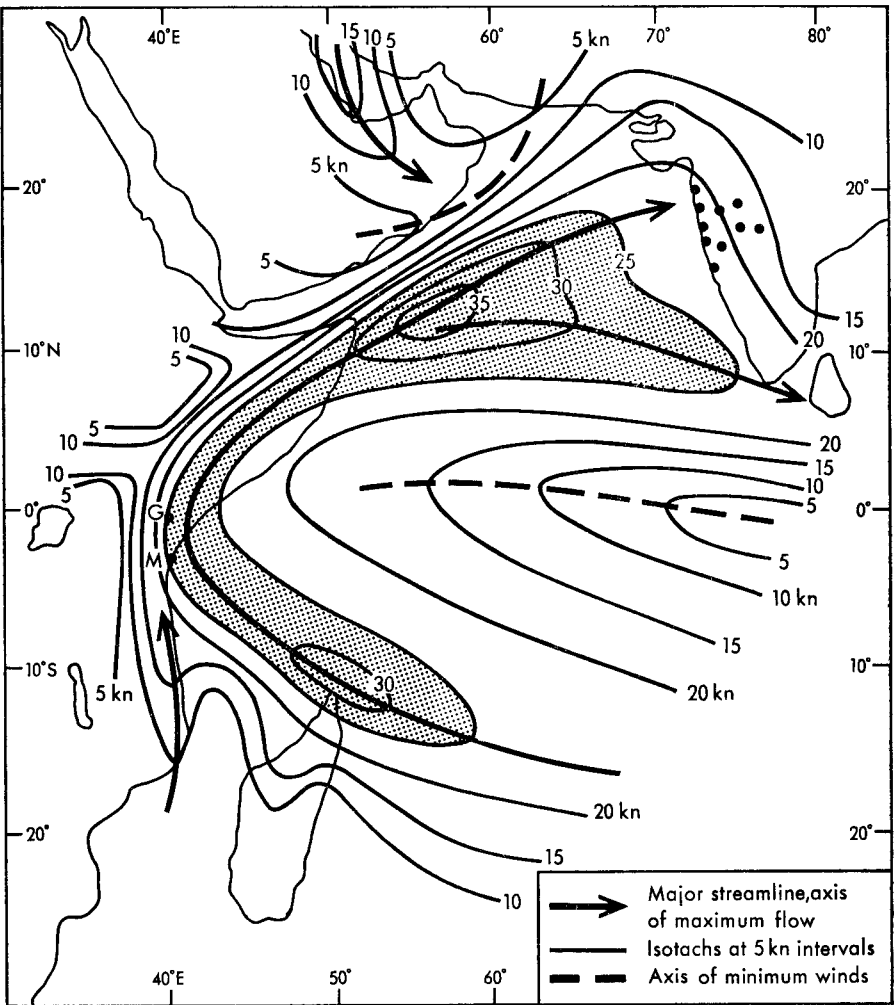 40°E
60°
70°
80°
15
10
5
5 kn
10
10
5 kn
20°
20°
5
25
30
35
15
20
10
5
10°N
10°
5
10
20
15
10
5
10
5
0°
0°
G
M
5
10 kn
15
10°S
10°
5 kn
30
20 kn
20 kn
20°
20°
15
10
Major streamline, axis
of maximum flow
Isotachs at 5 kn intervals
Axis of minimum winds
40°E
50°
60°